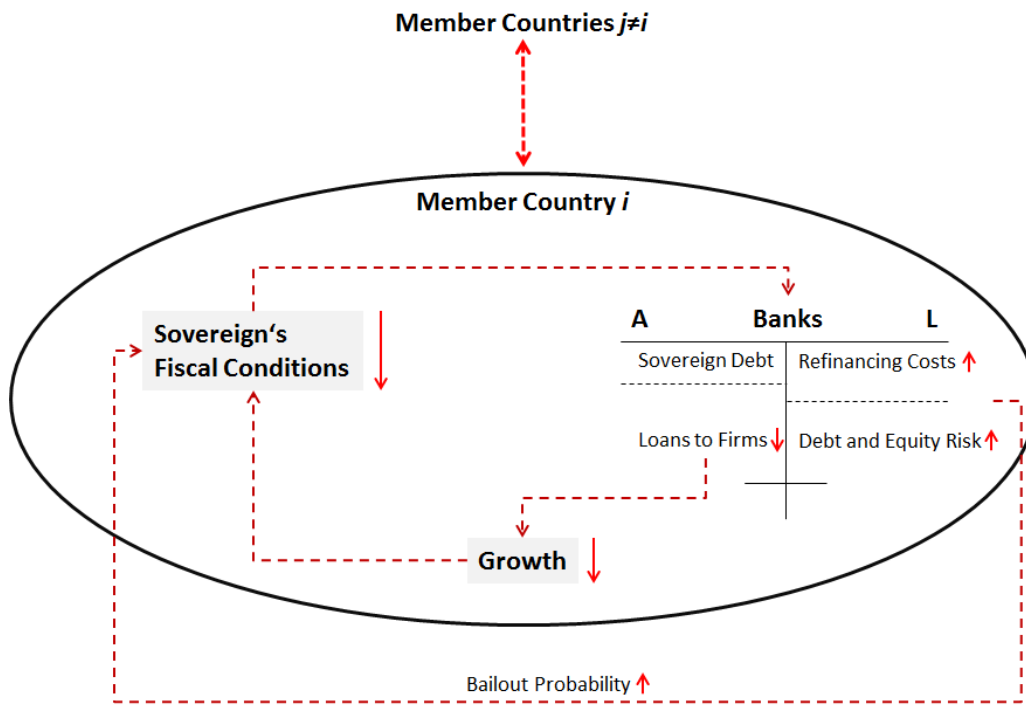 Member Countries j≠i
Member Country i
Sovereign‘s
Fiscal Conditions
A Banks L
Sovereign Debt Refinancing Costs
Loans to Firms Debt and Equity Risk
Growth
Bailout Probability